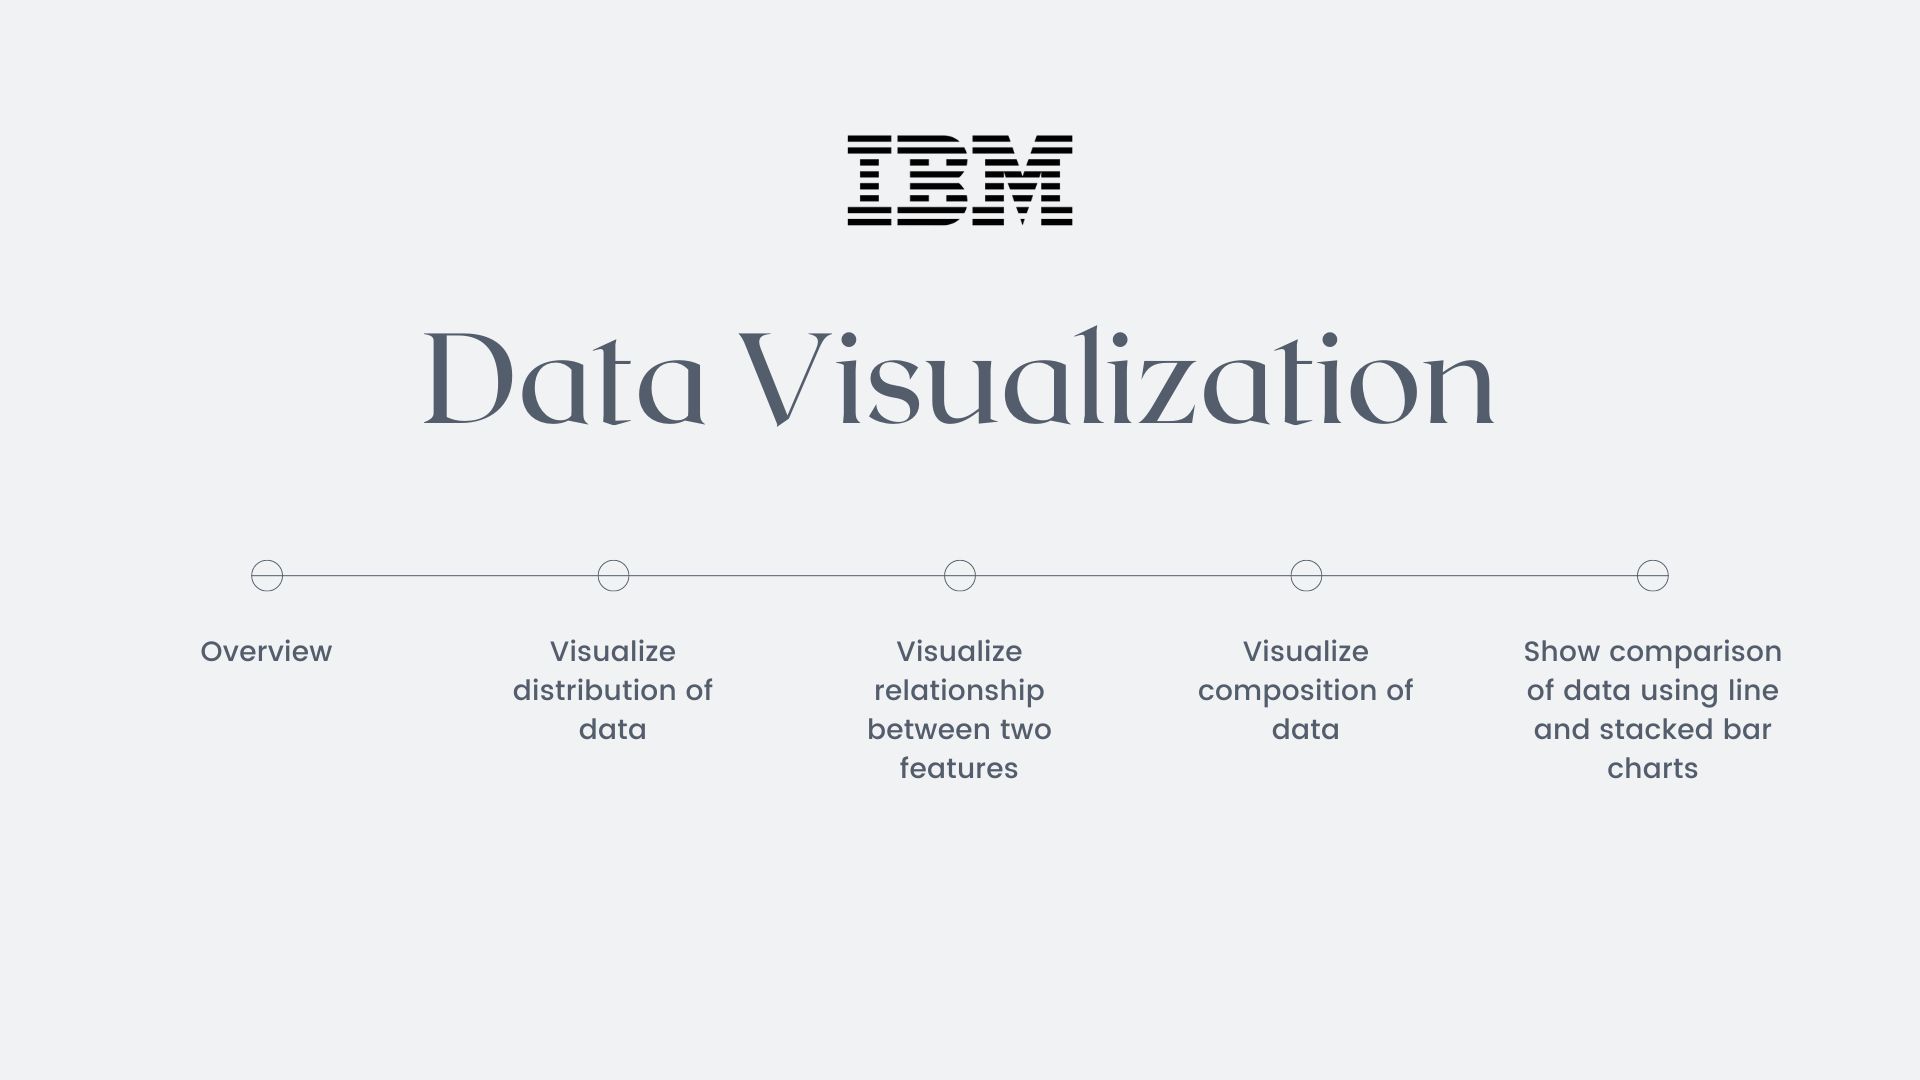 IBM
Data Visualization
Overview
Visualize
distribution of
data
Visualize
relationship
between two
features
Visualize
composition of
data
Show comparison
of data using line
and stacked bar
charts